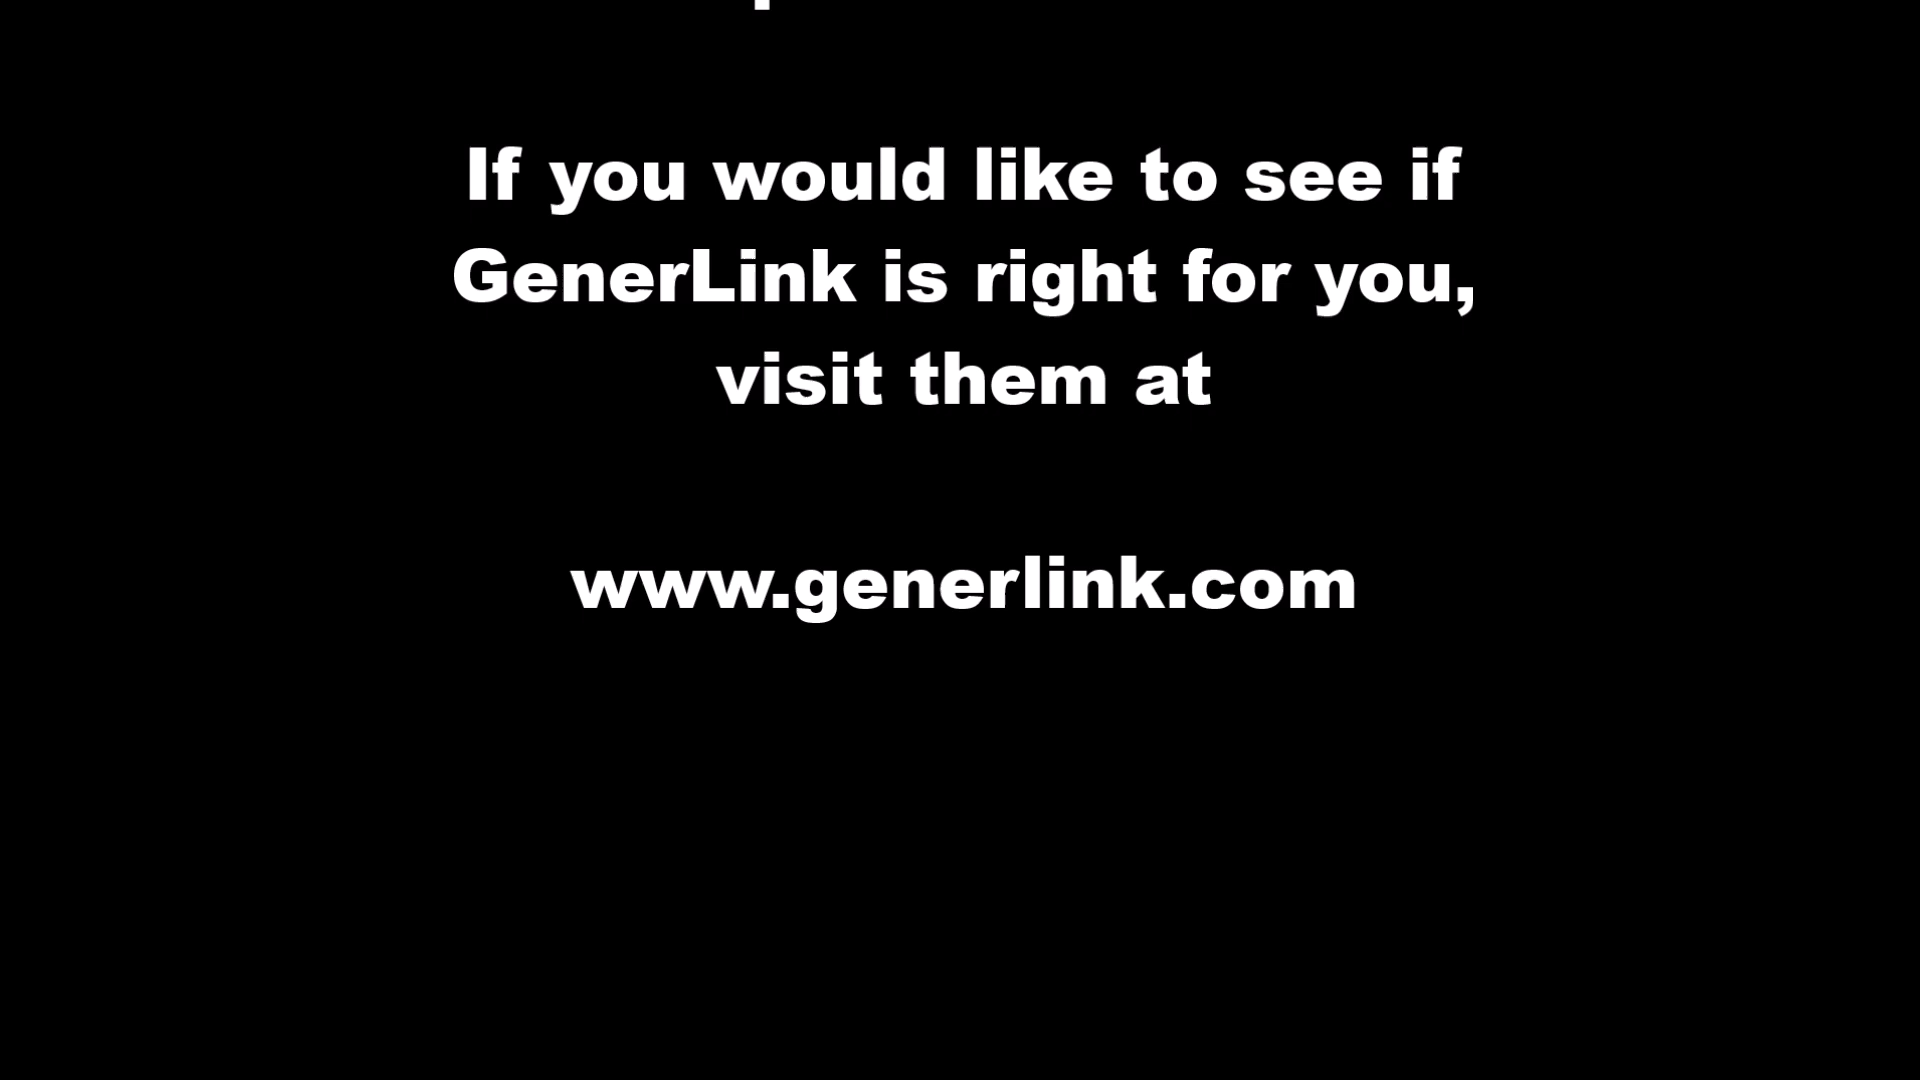 If you would like to see if
GenerLink is right for you,
visit them at
www.generlink.com